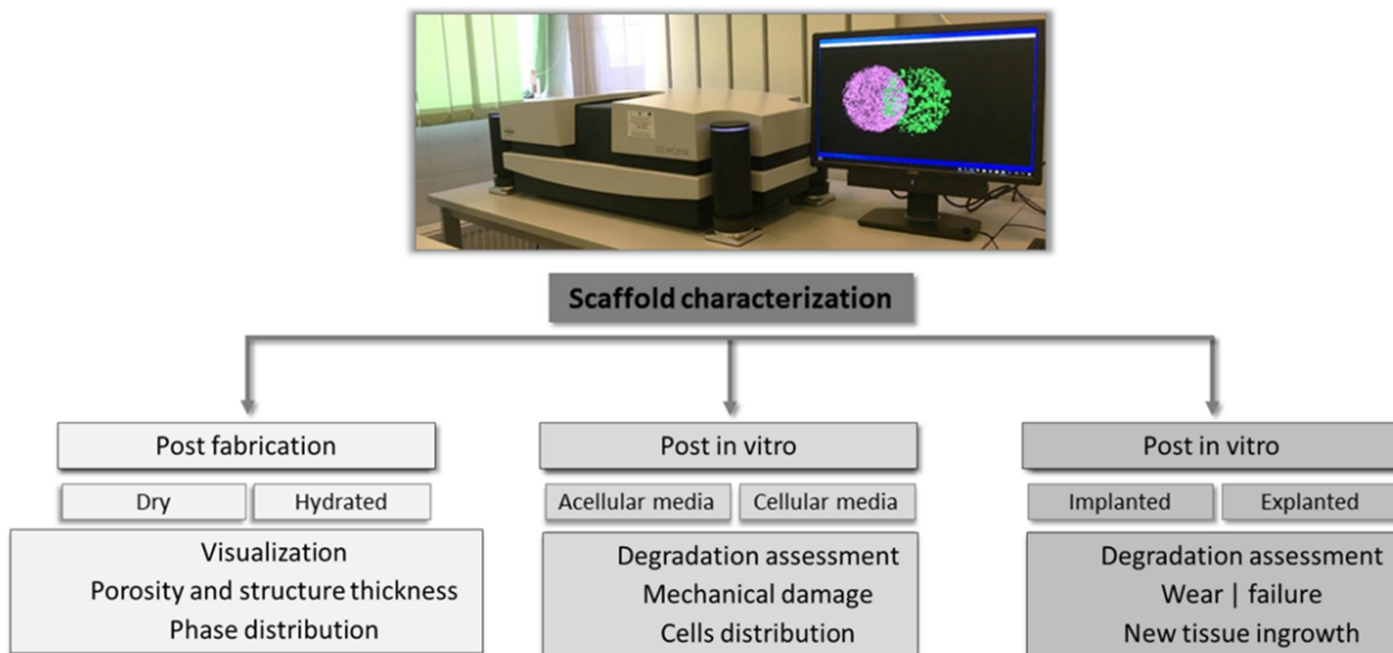 Scaffold characterization
Post fabrication
Dry
Hydrated
Visualization
Porosity and structure thickness
Phase distribution
Post in vitro
Acellular media
Cellular media
Degradation assessment
Mechanical damage
Cells distribution
Post in vitro
Implanted
Explanted
Degradation assessment
Wear | failure
New tissue ingrowth